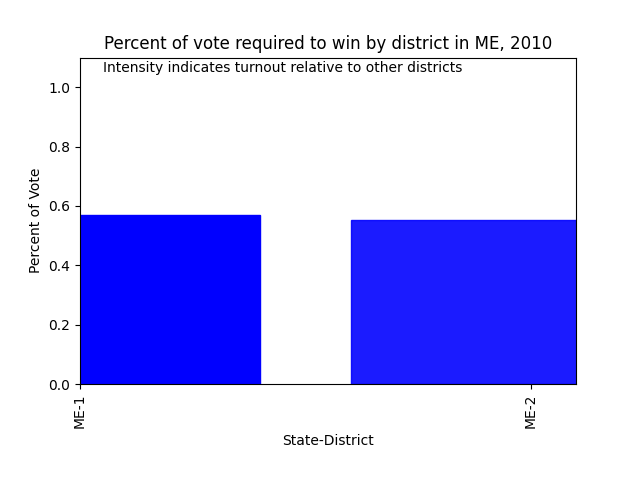 Percent of vote required to win by district in ME, 2010
Intensity indicates turnout relative to other districts
Percent of Vote
1.0
0.8
0.6
0.4
0.2
0.0
ME-1
ME-2
State-District